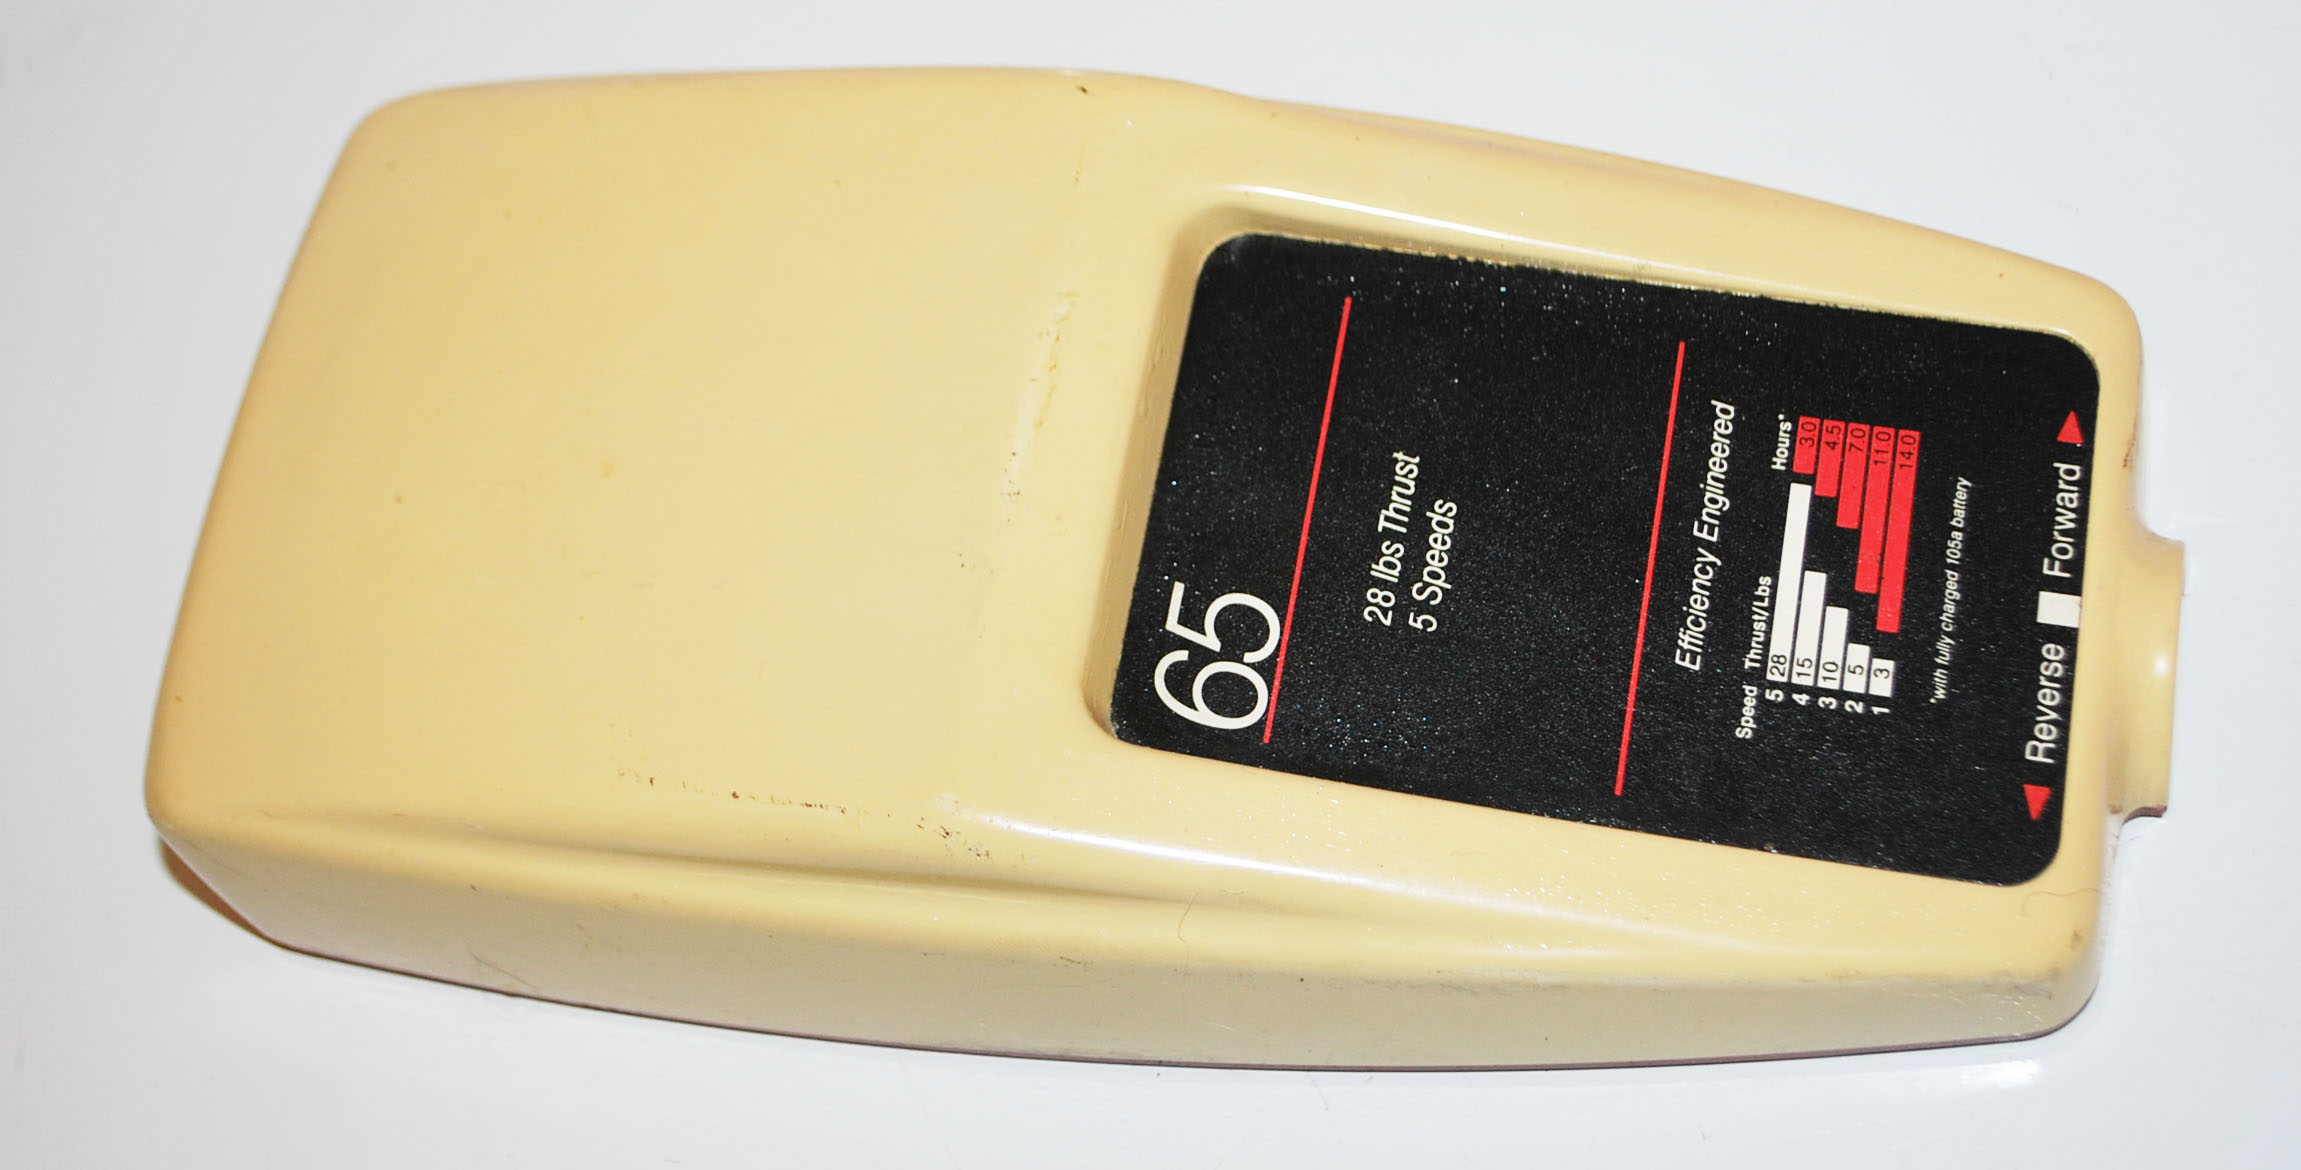 65
28 lbs Thrust
5 Speeds
Efficiency Engineered
Speed Thrust/Lbs Hours*
5 28 3.0
4 15 4.5
3 10 7.0
2 5 11.0
1 3 14.0
*with fully charged 105a battery
Reverse Forward